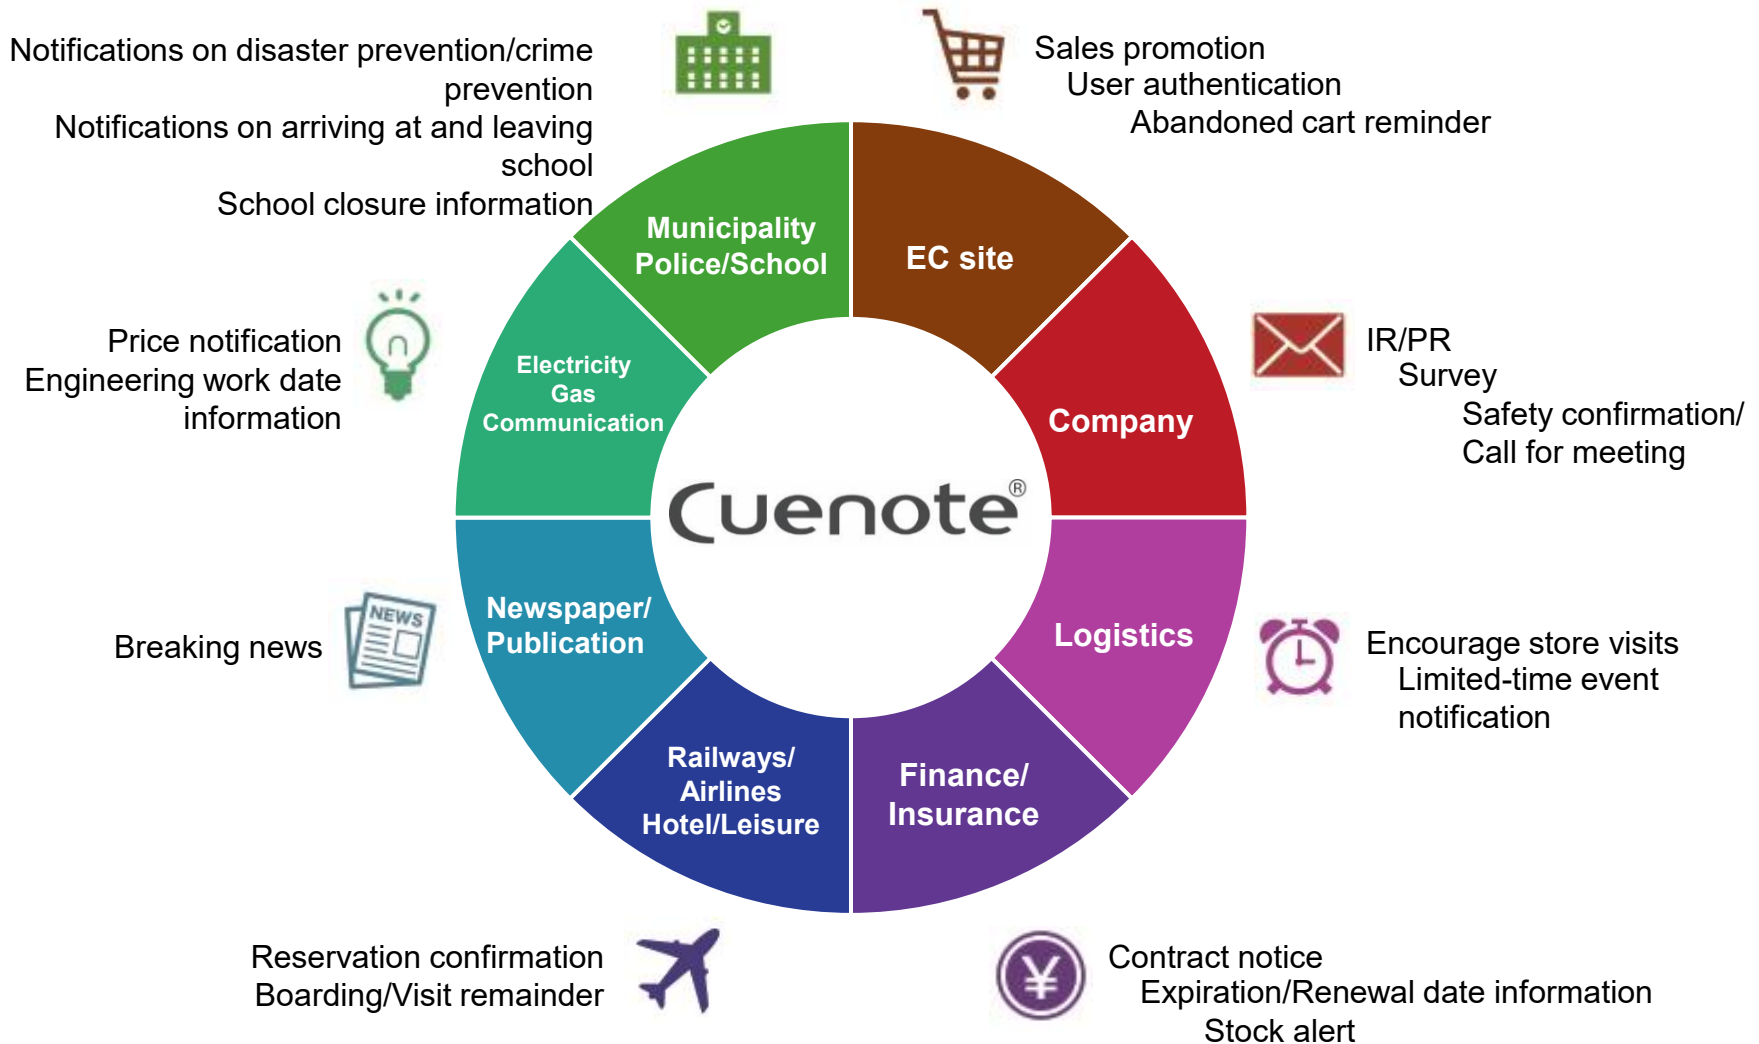 Notifications on disaster prevention/crime
prevention
Notifications on arriving at and leaving
school
School closure information
Sales promotion
User authentication
Abandoned cart reminder
Municipality
Police/School
EC site
Price notification
Engineering work date
information
Electricity
Gas
Communication
Company
IR/PR
Survey
Safety confirmation/
Call for meeting
Cuenote®
Breaking news
NEWS
Newspaper/
Publication
Logistics
Encourage store visits
Limited-time event
notification
Railways/
Airlines
Hotel/Leisure
Finance/
Insurance
Reservation confirmation
Boarding/Visit remainder
¥
Contract notice
Expiration/Renewal date information
Stock alert